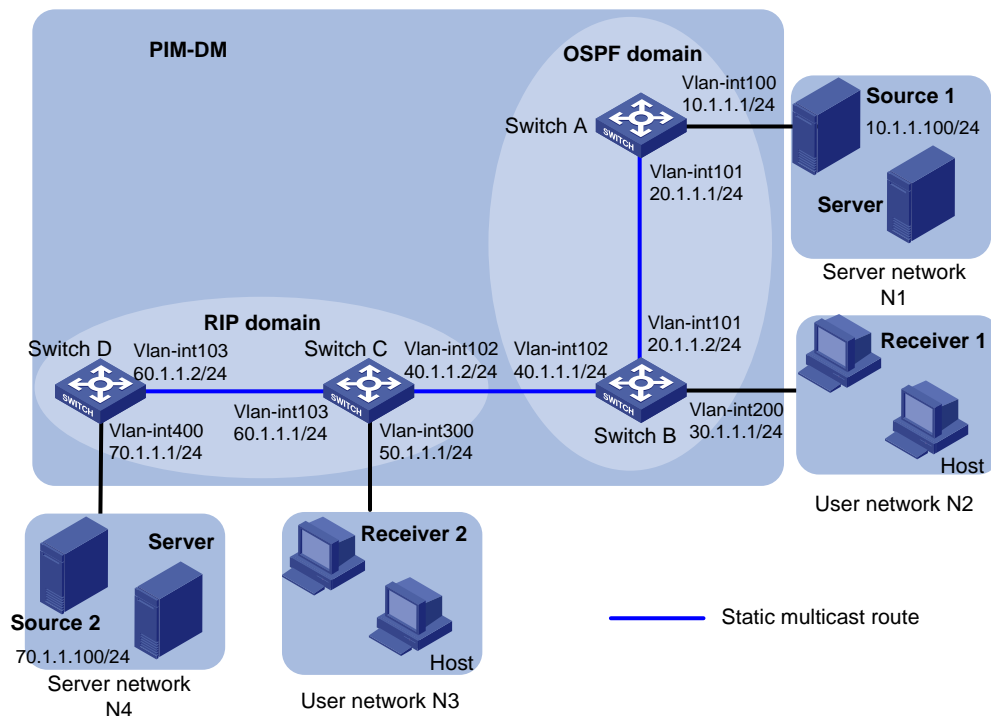 PIM-DM
OSPF domain
Vlan-int100
10.1.1.1/24
Source 1
10.1.1.100/24
Switch A
SWITCH
Vlan-int101
20.1.1.1/24
Server
Server network
N1
RIP domain
Switch D
Vlan-int103
60.1.1.2/24
Switch C
Vlan-int102
40.1.1.2/24
Vlan-int102
40.1.1.1/24
Vlan-int101
20.1.1.2/24
Receiver 1
SWITCH
Vlan-int103
60.1.1.1/24
SWITCH
SWITCH
Vlan-int400
70.1.1.1/24
Vlan-int300
50.1.1.1/24
Switch B
Vlan-int200
30.1.1.1/24
Host
User network N2
Server
Source 2
70.1.1.100/24
Server network
N4
Receiver 2
Host
User network N3
Static multicast route